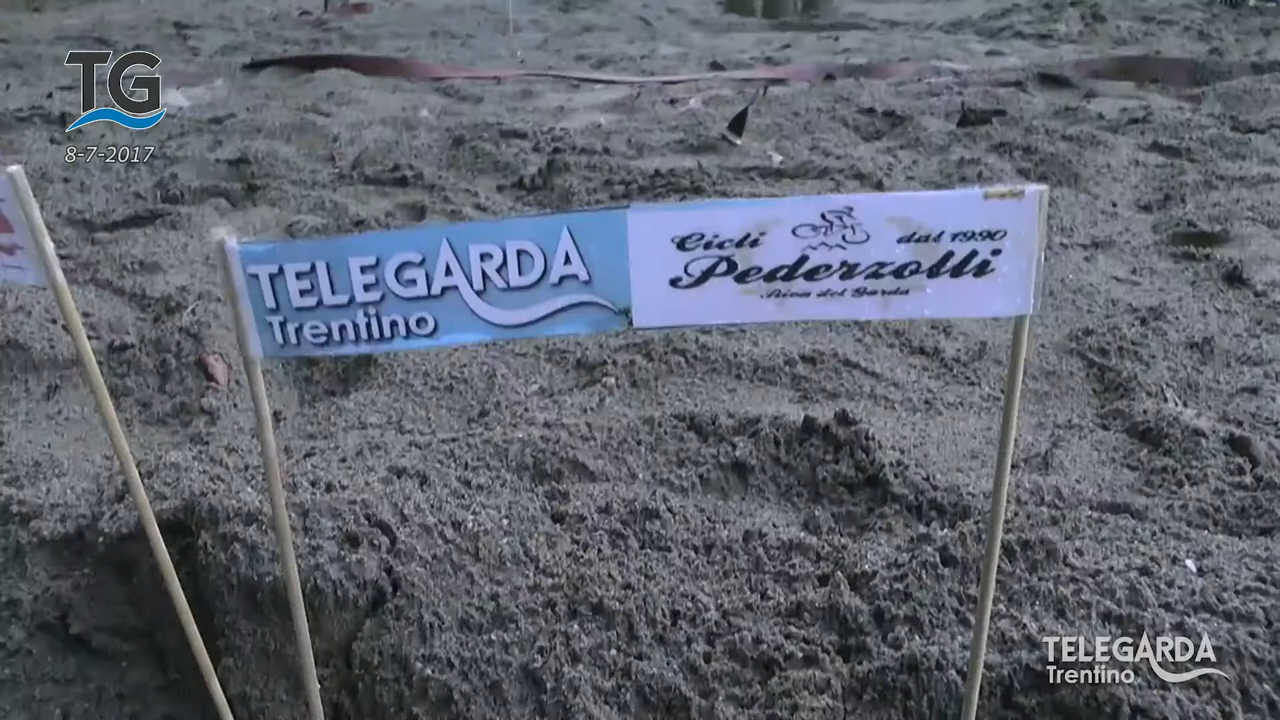 TG
8-7-2017
TELEGARDA
Trentino
Cicli dal 1990
Pederzolli
Riva del Garda
TELEGARDA
Trentino